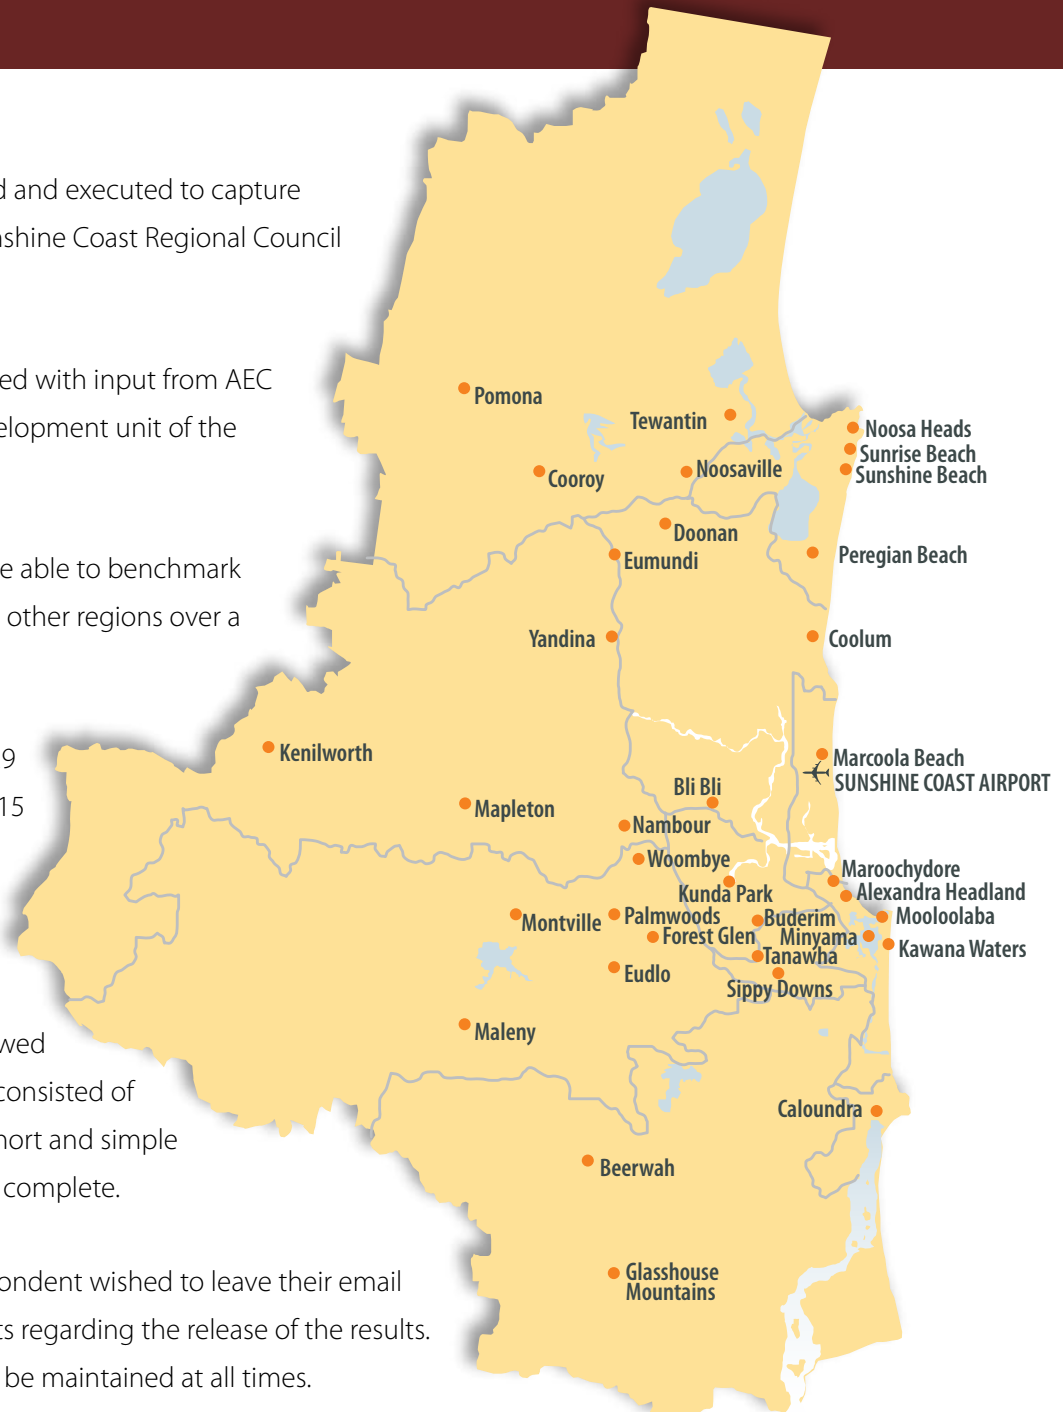 d and executed to capture
nshine Coast Regional Council
ed with input from AEC
elopment unit of the
e able to benchmark
other regions over a
9
15
wed
consisted of
hort and simple
complete.
pondent wished to leave their email
ts regarding the release of the results.
be maintained at all times.
Pomona
Tewantin
Noosa Heads
Sunrise Beach
Sunshine Beach
Cooroy
Noosaville
Doonan
Eumundi
Peregian Beach
Yandina
Coolum
Kenilworth
Marcoola Beach
SUNSHINE COAST AIRPORT
Bli Bli
Mapleton
Nambour
Woombye
Maroochydore
Kunda Park
Alexandra Headland
Montville
Palmwoods
Buderim
Mooloolaba
Forest Glen
Minyama
Kawana Waters
Tanawha
Eudlo
Sippy Downs
Maleny
Caloundra
Beerwah
Glasshouse
Mountains